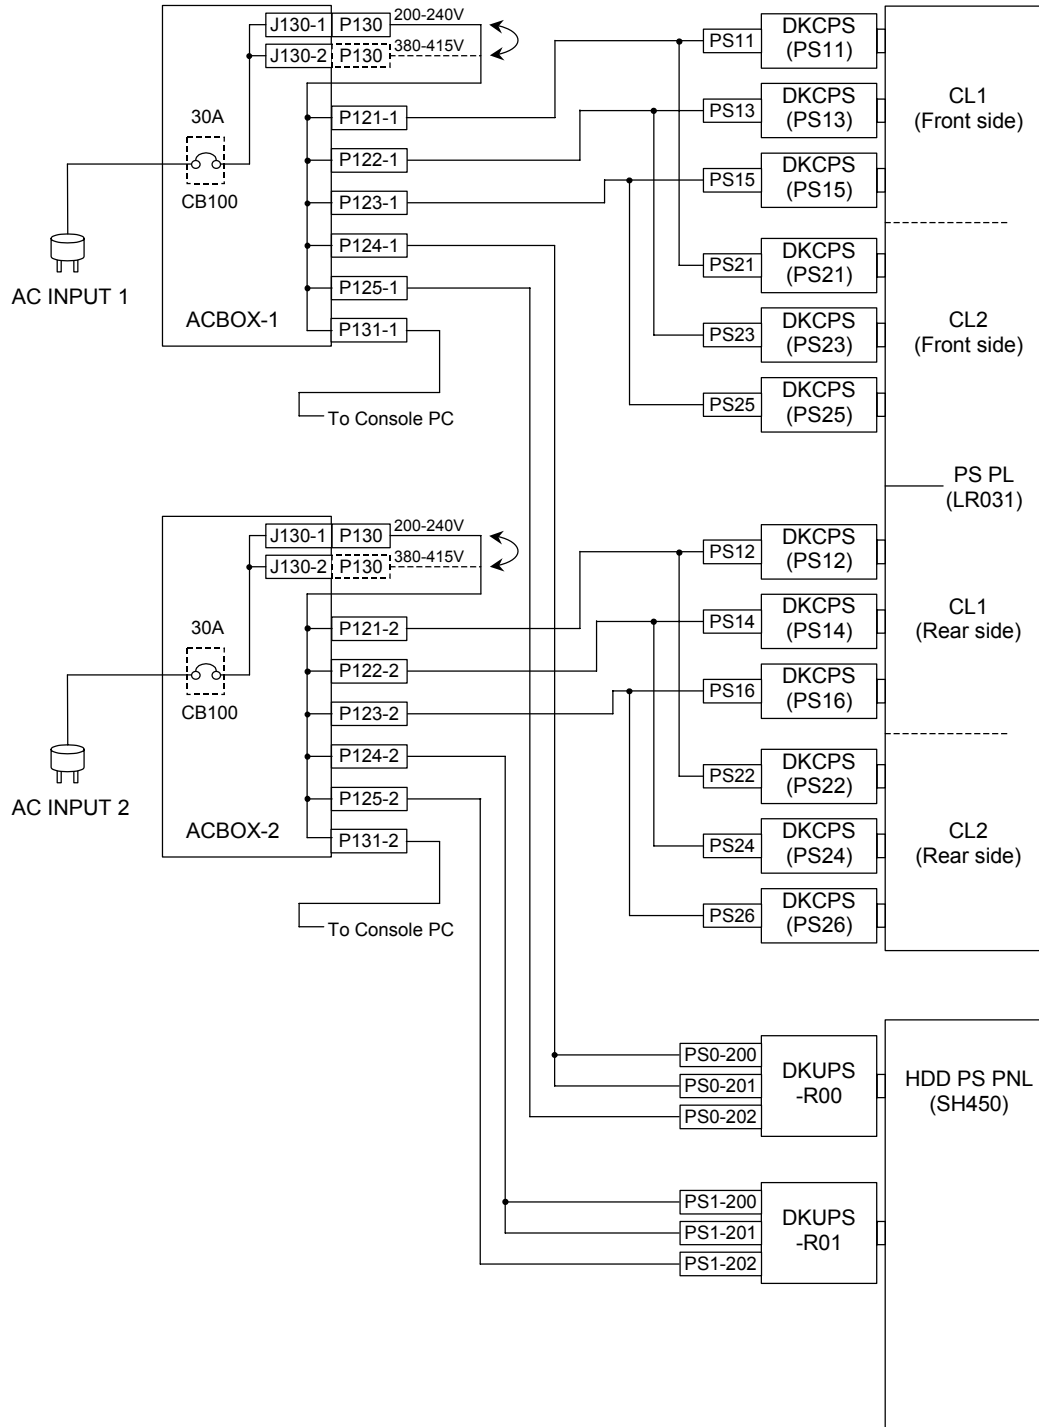 J130-1
P130
200-240V
J130-2
P130
380-415V
30A
CB100
P121-1
P122-1
P123-1
P124-1
P125-1
P131-1
ACBOX-1
AC INPUT 1
To Console PC
PS11
DKCPS
(PS11)
PS13
DKCPS
(PS13)
PS15
DKCPS
(PS15)
CL1
(Front side)
PS21
DKCPS
(PS21)
PS23
DKCPS
(PS23)
PS25
DKCPS
(PS25)
CL2
(Front side)
PS PL
(LR031)
J130-1
P130
200-240V
J130-2
P130
380-415V
30A
CB100
P121-2
P122-2
P123-2
P124-2
P125-2
P131-2
ACBOX-2
AC INPUT 2
To Console PC
PS12
DKCPS
(PS12)
PS14
DKCPS
(PS14)
PS16
DKCPS
(PS16)
CL1
(Rear side)
PS22
DKCPS
(PS22)
PS24
DKCPS
(PS24)
PS26
DKCPS
(PS26)
CL2
(Rear side)
PS0-200
PS0-201
PS0-202
DKUPS
-R00
HDD PS PNL
(SH450)
PS1-200
PS1-201
PS1-202
DKUPS
-R01